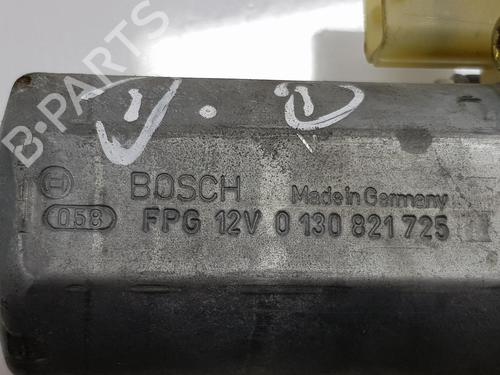 B-PARTS
BOSCH Made in Germany
058 FPG 12V 0 130 821 725